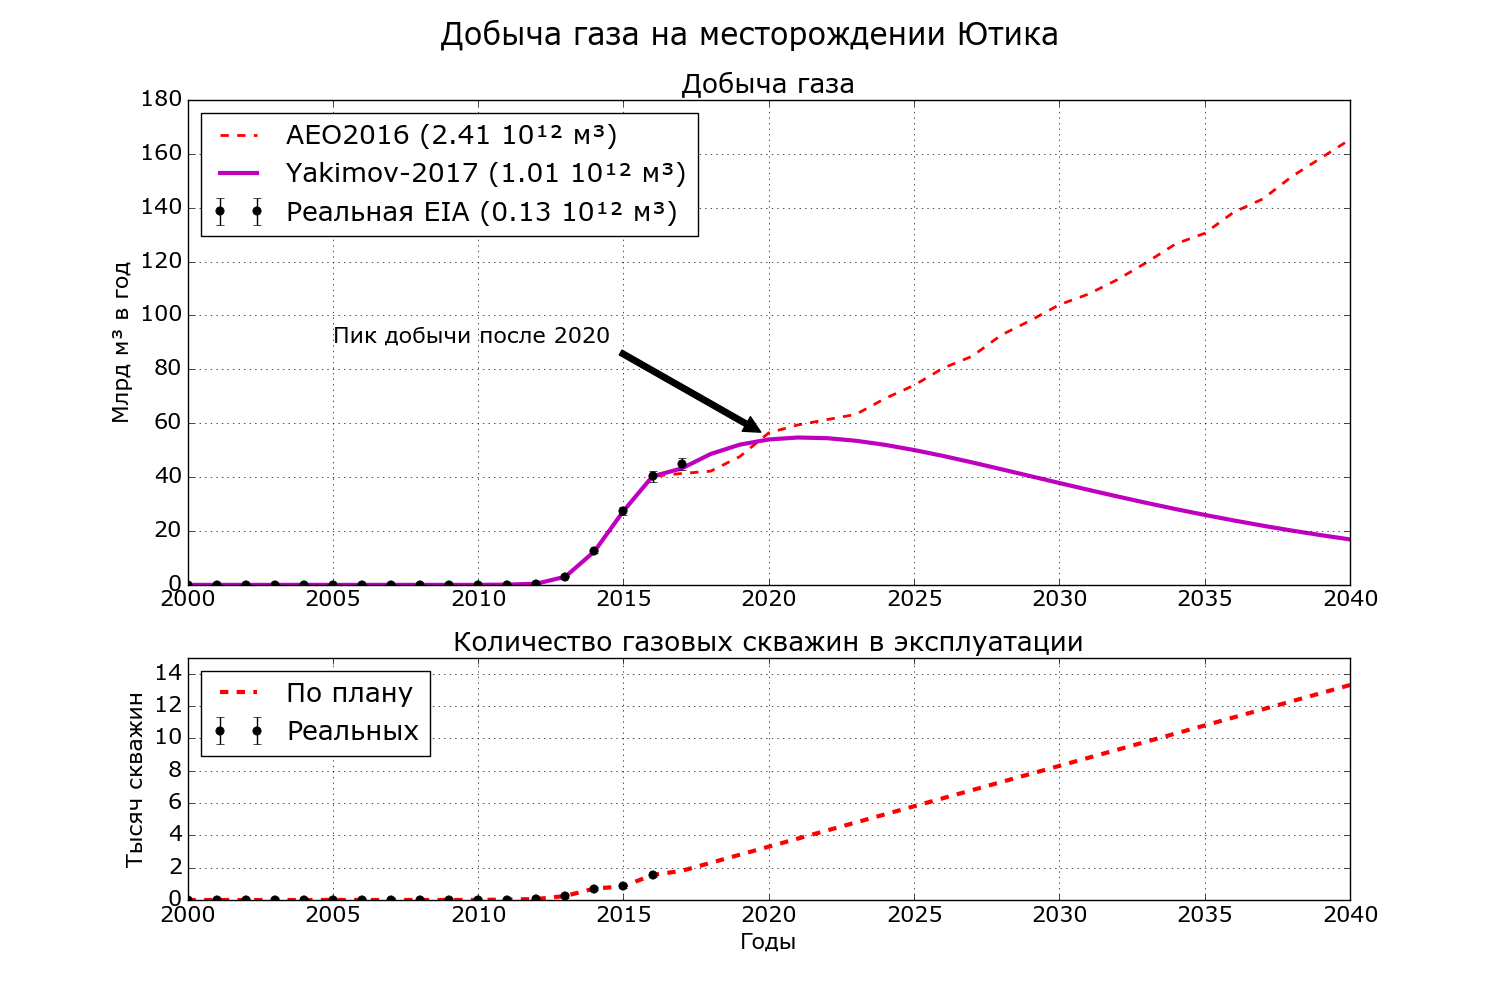 Добыча газа на месторождении Ютика
Добыча газа
180
160
140
120
100
80
60
40
20
0
Млрд м³ в год
AEO2016 (2.41 10¹² м³)
Yakimov-2017 (1.01 10¹² м³)
Реальная EIA (0.13 10¹² м³)
Пик добычи после 2020
2000 2005 2010 2015 2020 2025 2030 2035 2040
Количество газовых скважин в эксплуатации
14
12
10
8
6
4
2
0
Тысяч скважин
По плану
Реальных
2000 2005 2010 2015 2020 2025 2030 2035 2040
Годы